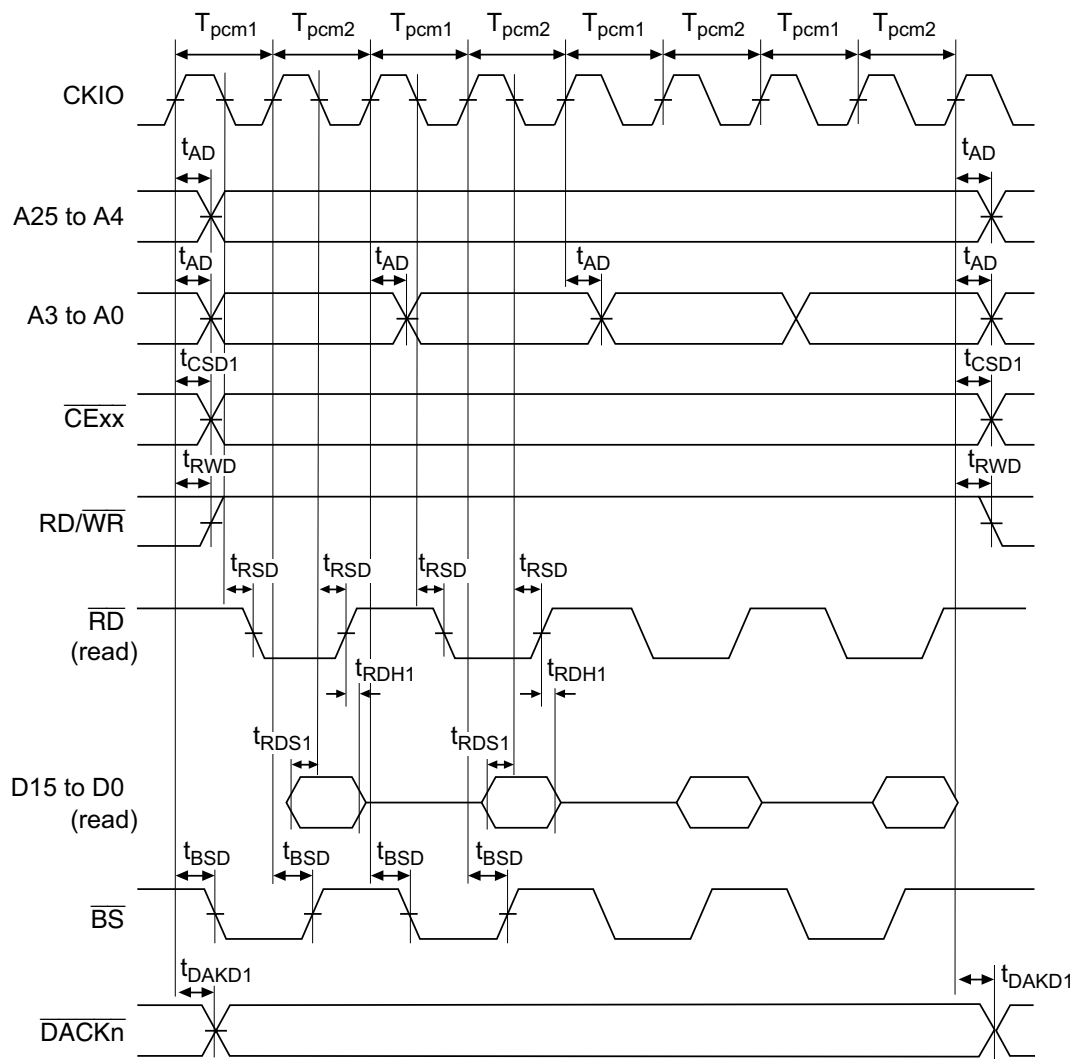 Tpcm1 Tpcm2 Tpcm1 Tpcm2 Tpcm1 Tpcm2 Tpcm1 Tpcm2
CKIO
tAD tAD
A25 to A4
tAD tAD tAD tAD
A3 to A0
tCSD1 tCSD1
CExx
tRWD tRWD
RD/WR
tRSD tRSD tRSD tRSD
RD
(read)
tRDH1 tRDH1
tRDS1 tRDS1
D15 to D0
(read)
tBSD tBSD tBSD tBSD
BS
tDAKD1 tDAKD1
DACKn